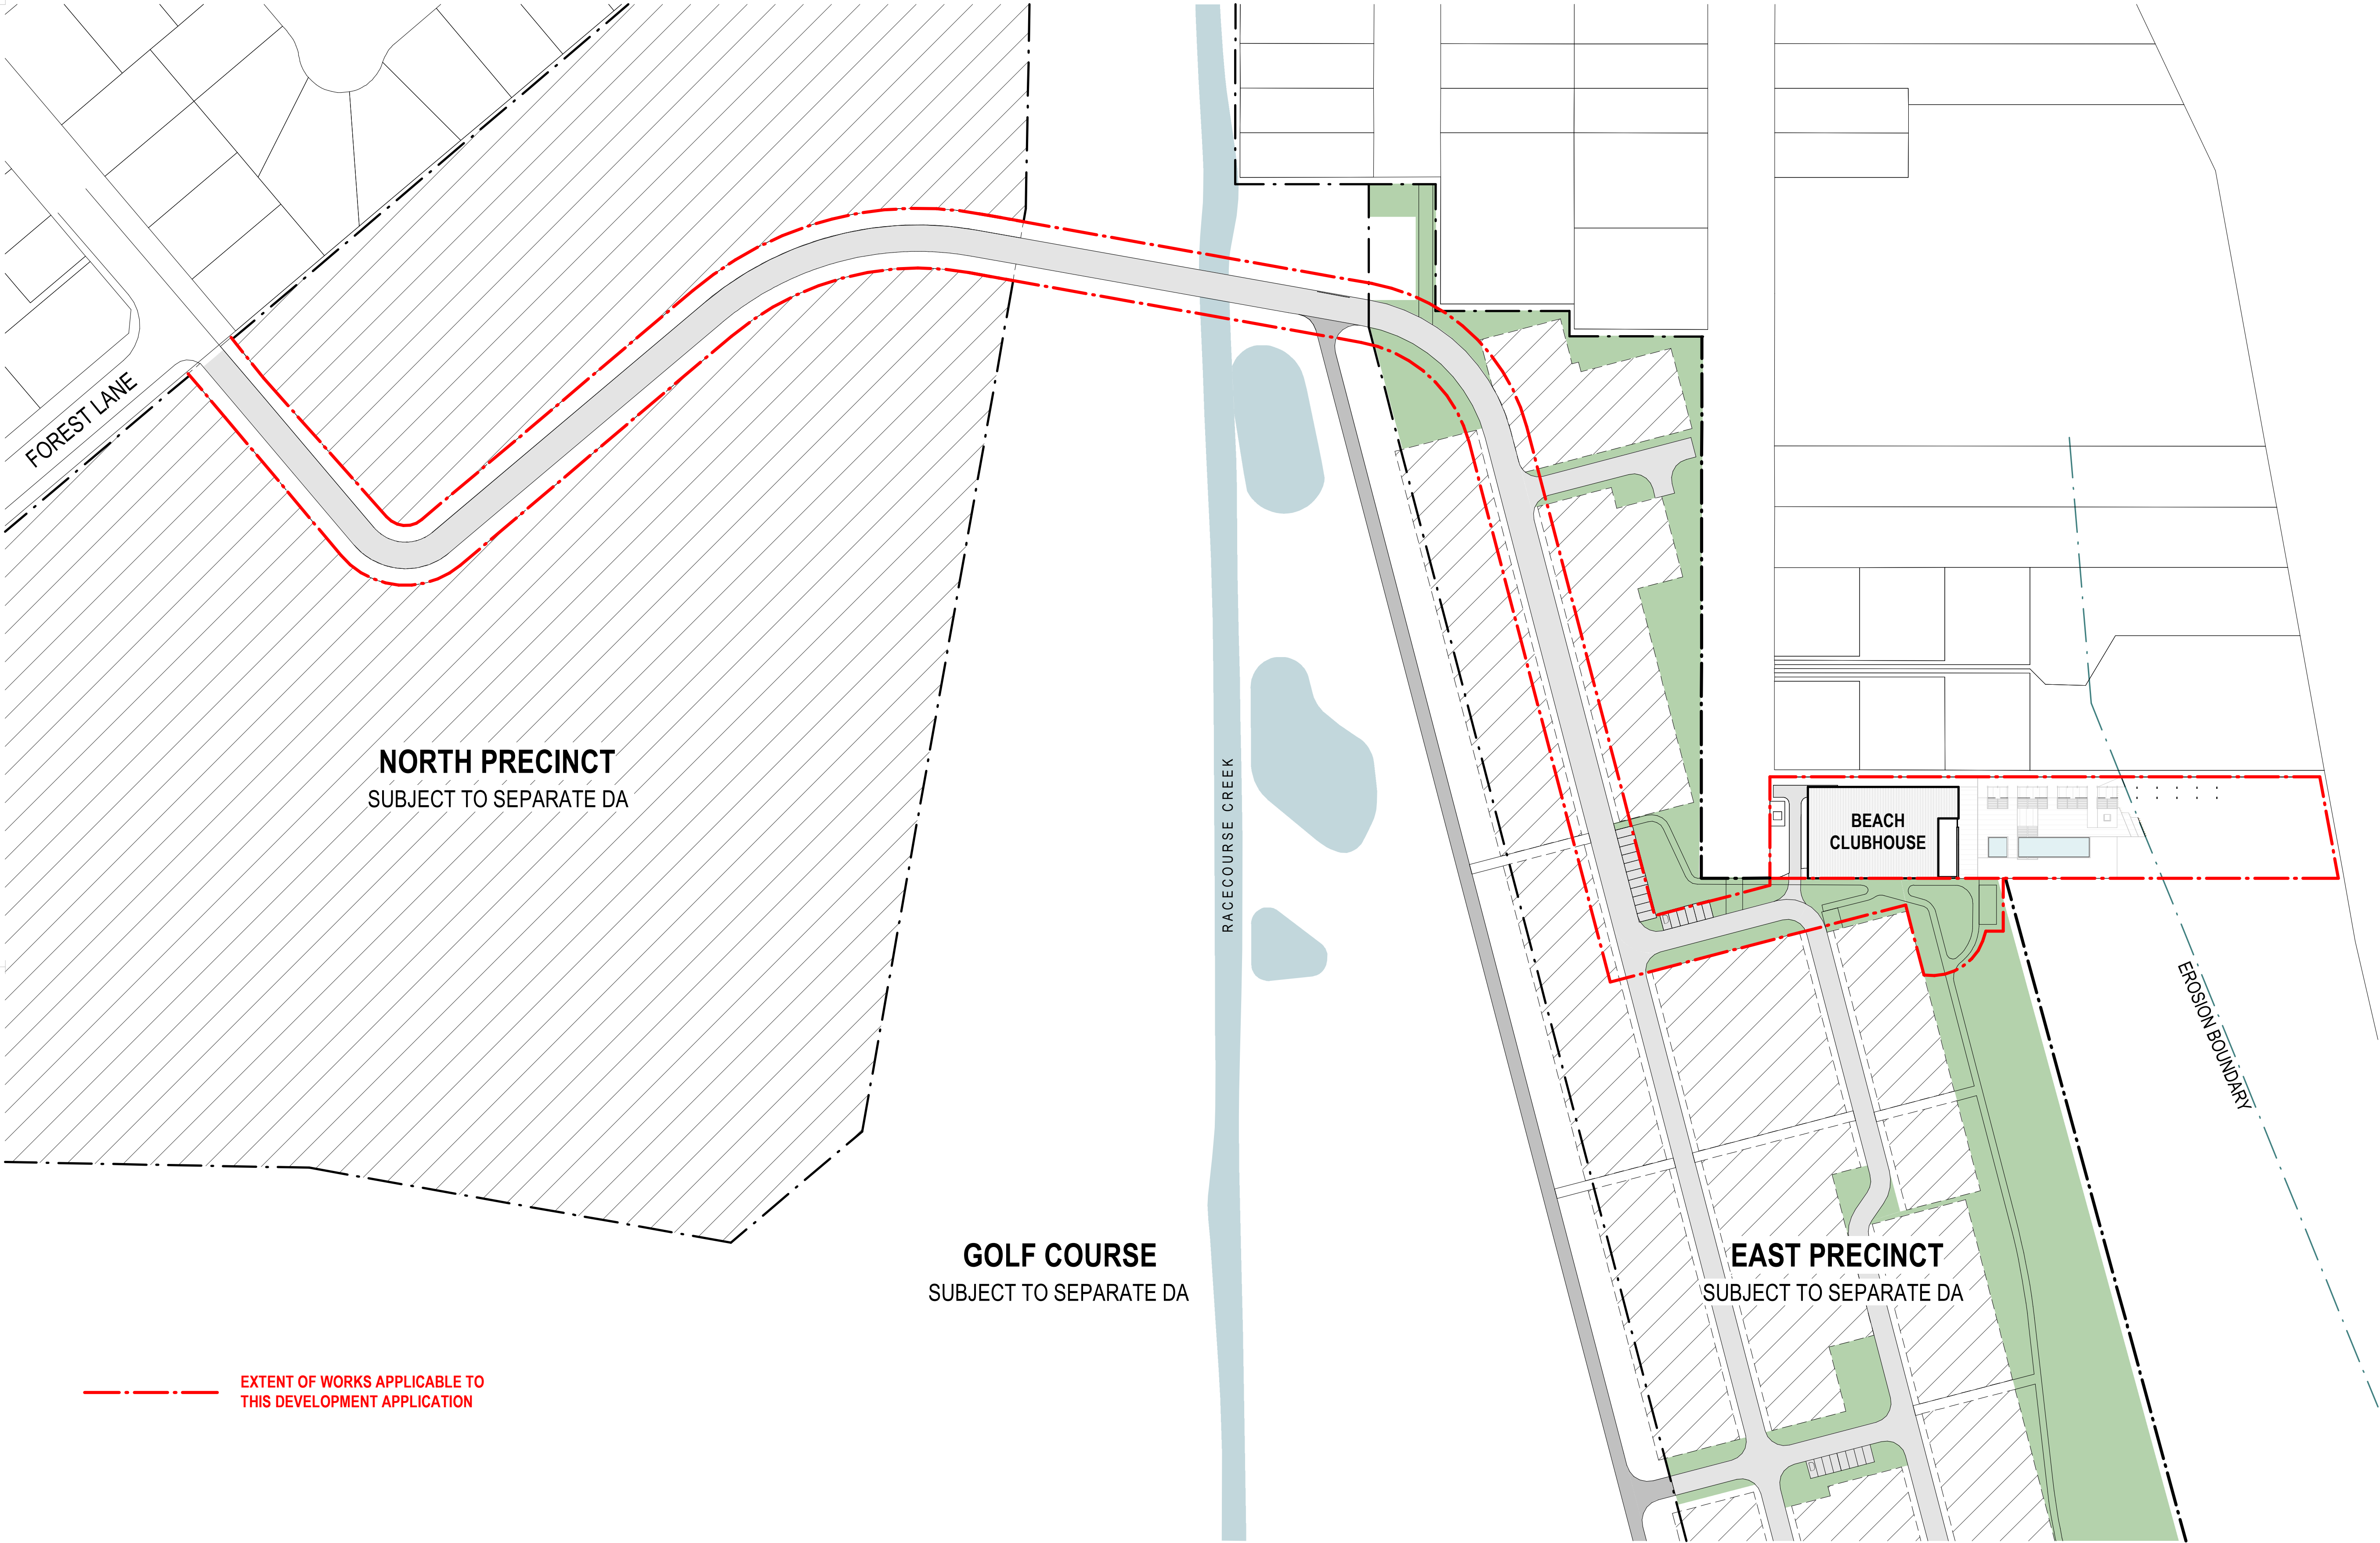 FOREST LANE
NORTH PRECINCT
SUBJECT TO SEPARATE DA
RACECOURSE CREEK
BEACH
CLUBHOUSE
EROSION BOUNDARY
GOLF COURSE
SUBJECT TO SEPARATE DA
EAST PRECINCT
SUBJECT TO SEPARATE DA
EXTENT OF WORKS APPLICABLE TO
THIS DEVELOPMENT APPLICATION